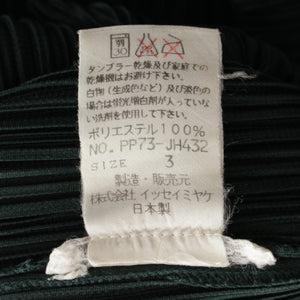 弱
30
タンブラー乾燥及び家庭での
乾燥機はお避け下さい。
白物(生成色など)及び淡色の
場合は蛍光増白剤が入っていな
い洗剤を使用して下さい。
ポリエステル100%
NO. PP73-JH432
SIZE 3
製造・販売元
株式会社 イッセイミヤケ
日本製